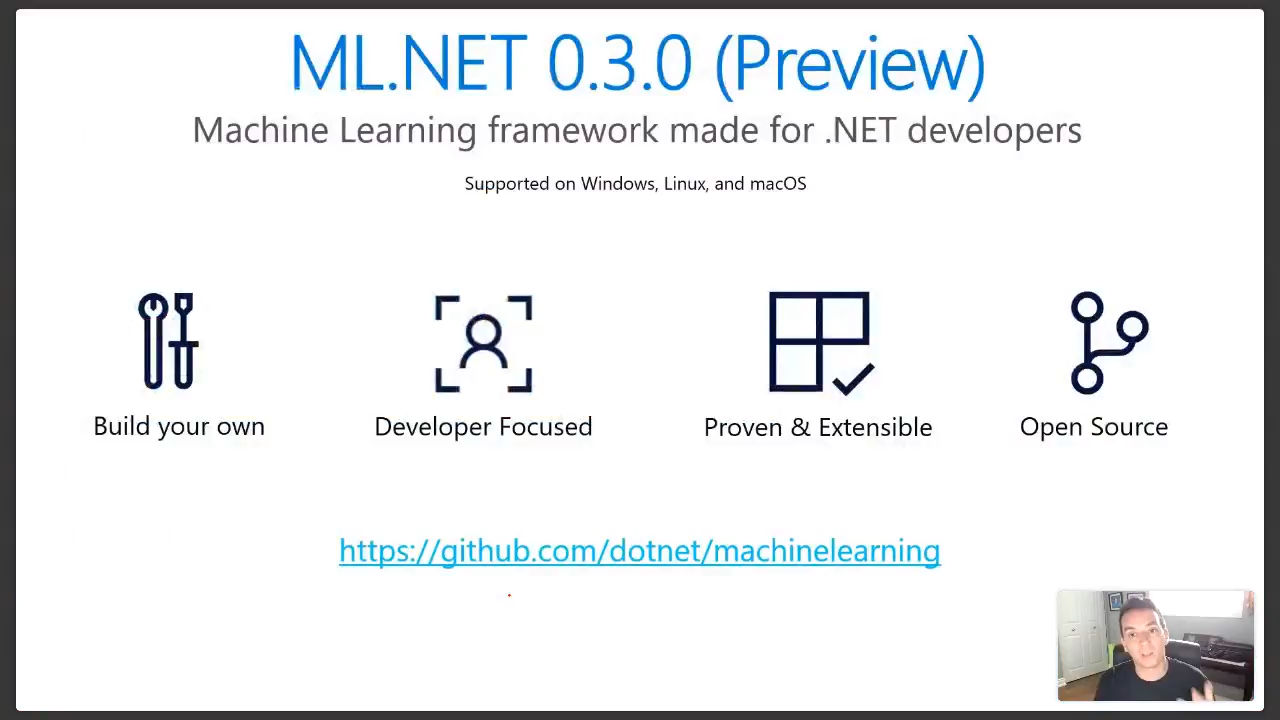 ML.NET 0.3.0 (Preview)
Machine Learning framework made for .NET developers
Supported on Windows, Linux, and macOS
Build your own
Developer Focused
Proven & Extensible
Open Source
https://github.com/dotnet/machinelearning